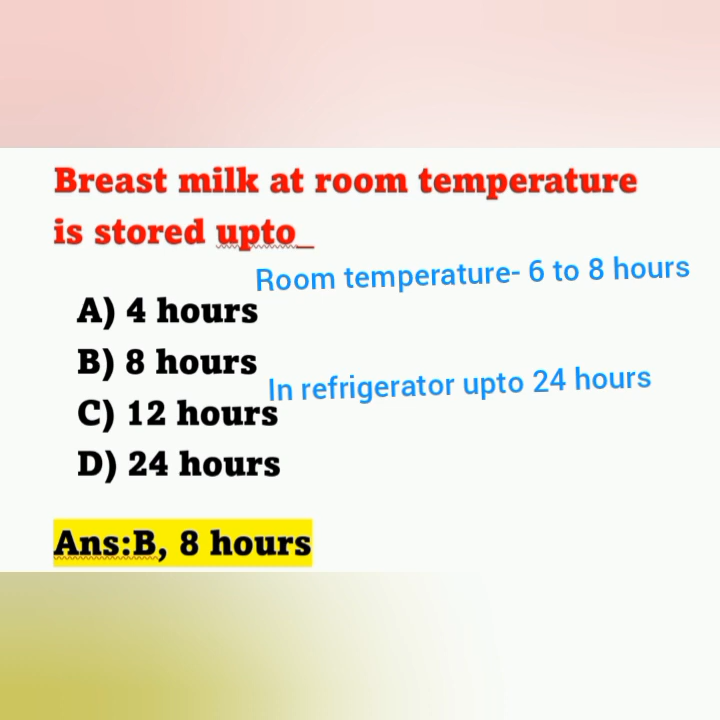 Breast milk at room temperature
is stored upto_
Room temperature- 6 to 8 hours
A) 4 hours
B) 8 hours
In refrigerator upto 24 hours
C) 12 hours
D) 24 hours
Ans:B, 8 hours